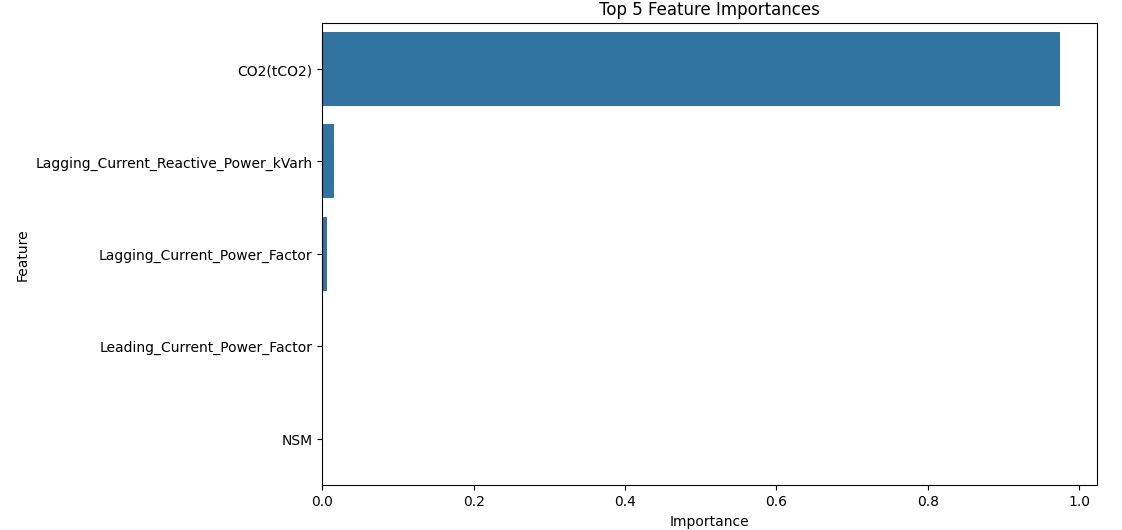 Top 5 Feature Importances
CO2(tCO2)
Lagging_Current_Reactive_Power_kVarh
Lagging_Current_Power_Factor
Leading_Current_Power_Factor
NSM
Feature
0.0 0.2 0.4 0.6 0.8 1.0
Importance